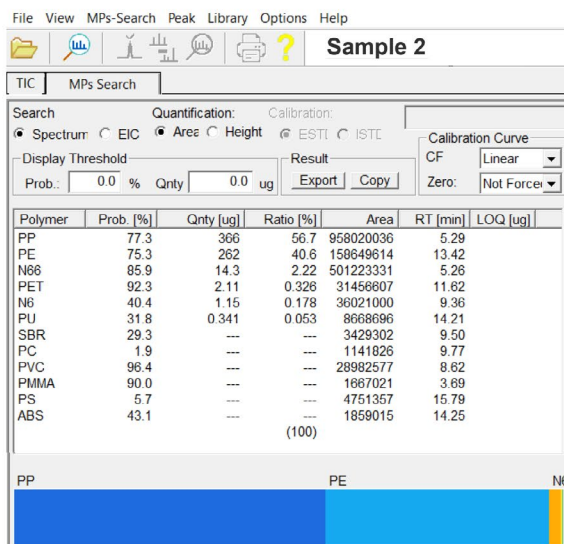 File View MPs-Search Peak Library Options Help
Sample 2
TIC MPs Search
Search Quantification: Calibration:
Spectrum EIC Area Height ESTD ISTD
Calibration Curve
Display Threshold Result CF Linear
Prob.: 0.0 % Qnty 0.0 ug Export Copy Zero: Not Forced
Polymer Prob. [%] Qnty [ug] Ratio [%] Area RT [min] LOQ [ug]
PP 77.3 366 56.7 958020036 5.29
PE 75.3 262 40.6 158649614 13.42
N66 85.9 14.3 2.22 501223331 5.26
PET 92.3 2.11 0.326 31456607 11.62
N6 40.4 1.15 0.178 36021000 9.36
PU 31.8 0.341 0.053 8668696 14.21
SBR 29.3 --- --- 3429302 9.50
PC 1.9 --- --- 1141826 9.77
PVC 96.4 --- --- 28982577 8.62
PMMA 90.0 --- --- 1667021 3.69
PS 5.7 --- --- 4751357 15.79
ABS 43.1 --- --- 1859015 14.25
(100)
PP PE N6